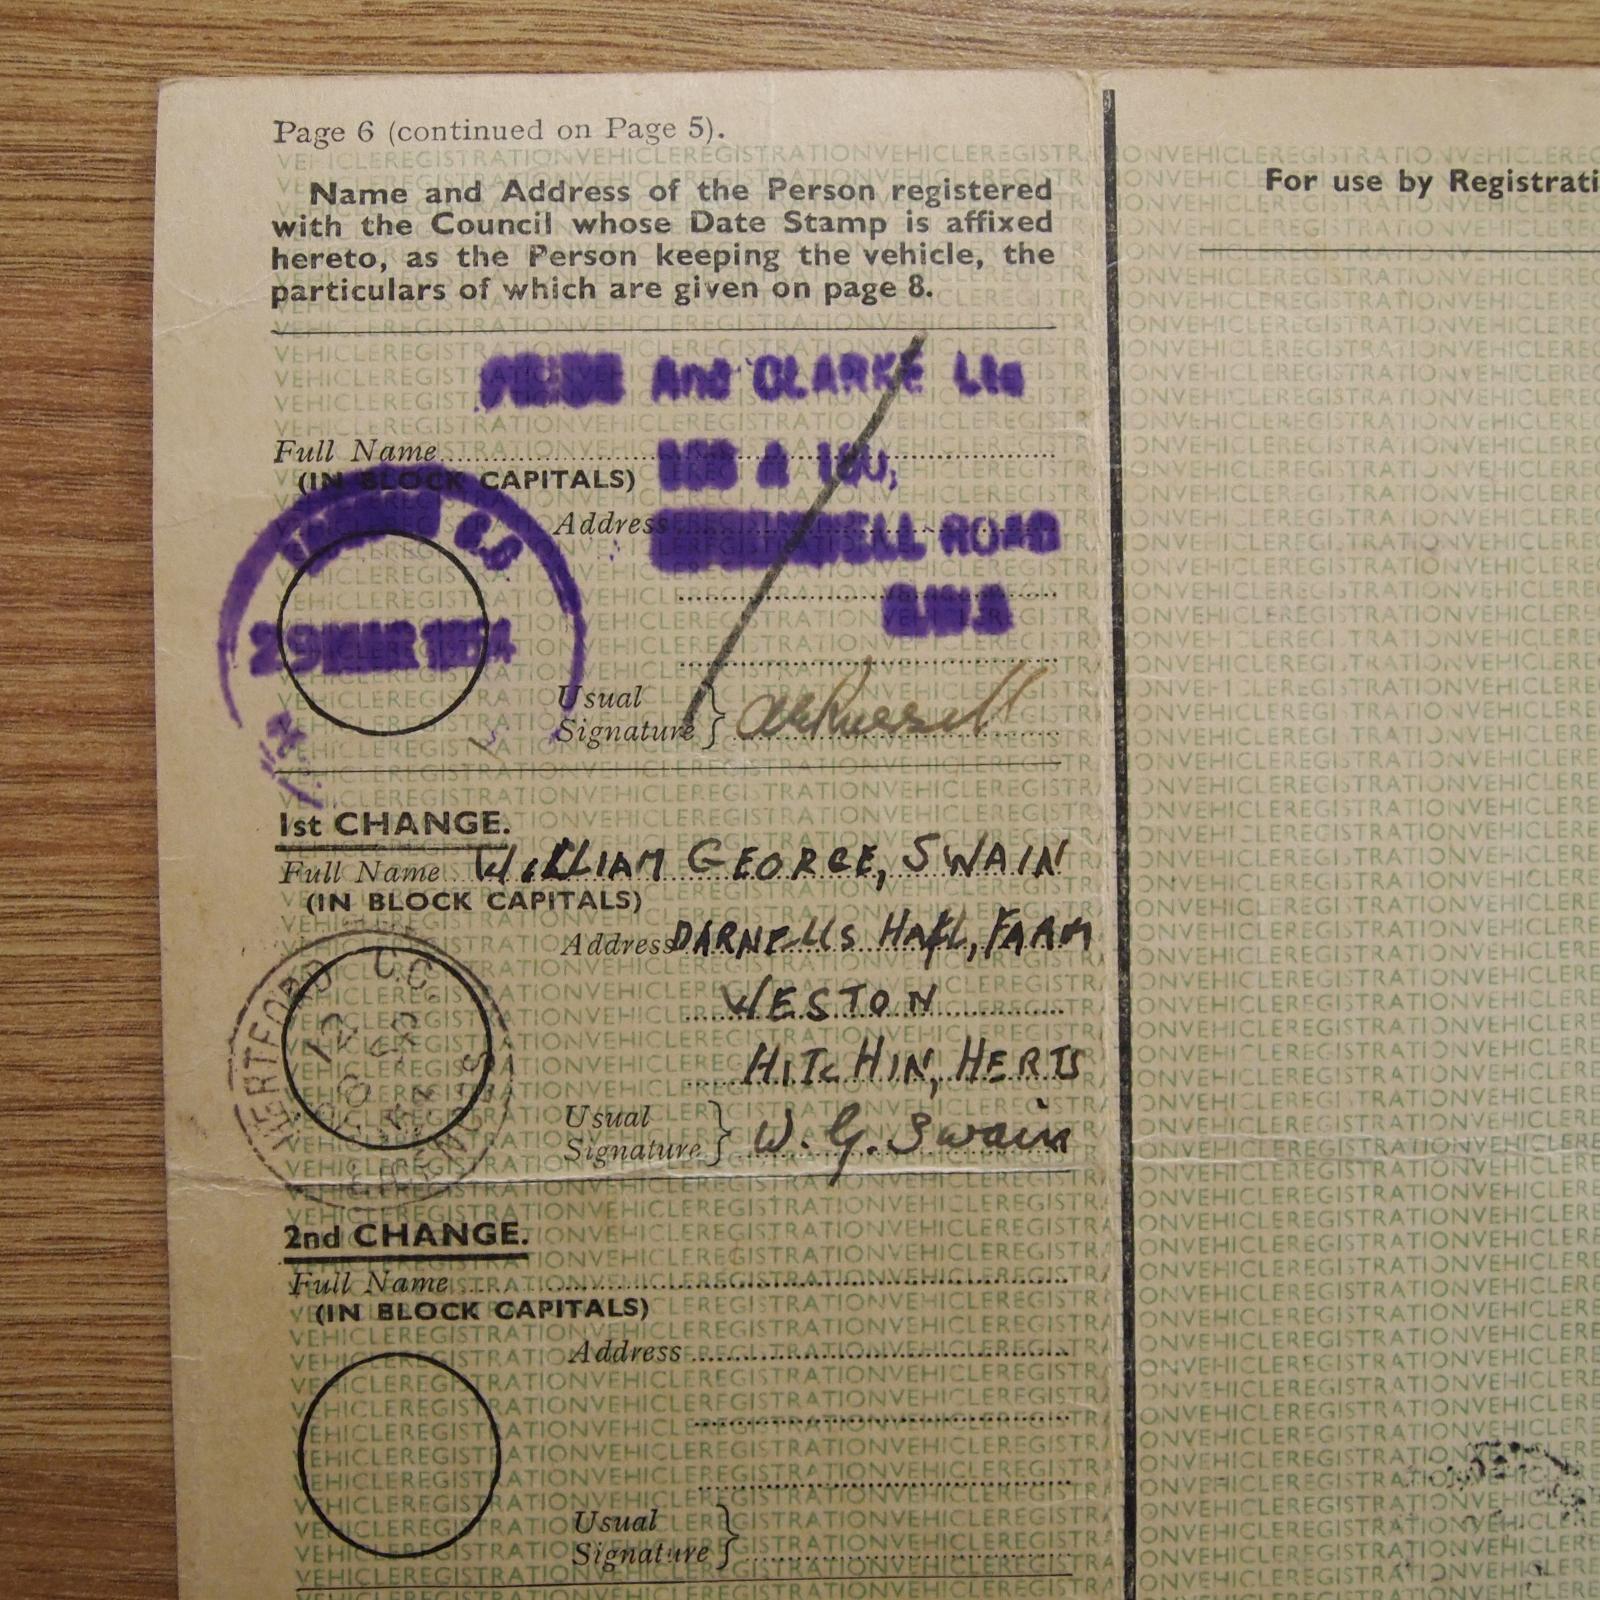 Page 6 (continued on Page 5).
For use by Registrati
Name and Address of the Person registered
with the Council whose Date Stamp is affixed
hereto, as the Person keeping the vehicle, the
particulars of which are given on page 8.
And CLARKE Ltd
Full Name
(IN BLOCK CAPITALS)
Address
ROAD
29 MAR
Usual
Signature
1st CHANGE.
Full Name WILLIAM GEORGE, SWAIN
(IN BLOCK CAPITALS)
Address DARNELLS HALL, FARM
WESTON
HITCHIN, HERTS
HERTFORD C.C.
Usual
Signature W. G. Swain
2nd CHANGE.
Full Name
(IN BLOCK CAPITALS)
Address
Usual
Signature